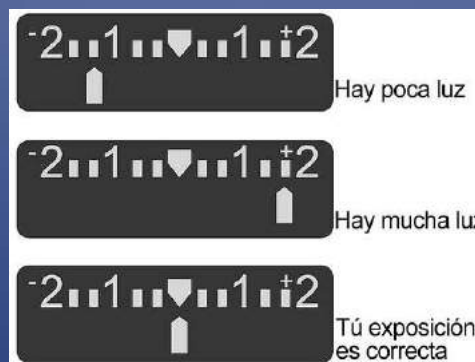 -2 1 1 +2
Hay poca luz
-2 1 1 +2
Hay mucha luz
-2 1 1 +2
Tú exposición
es correcta